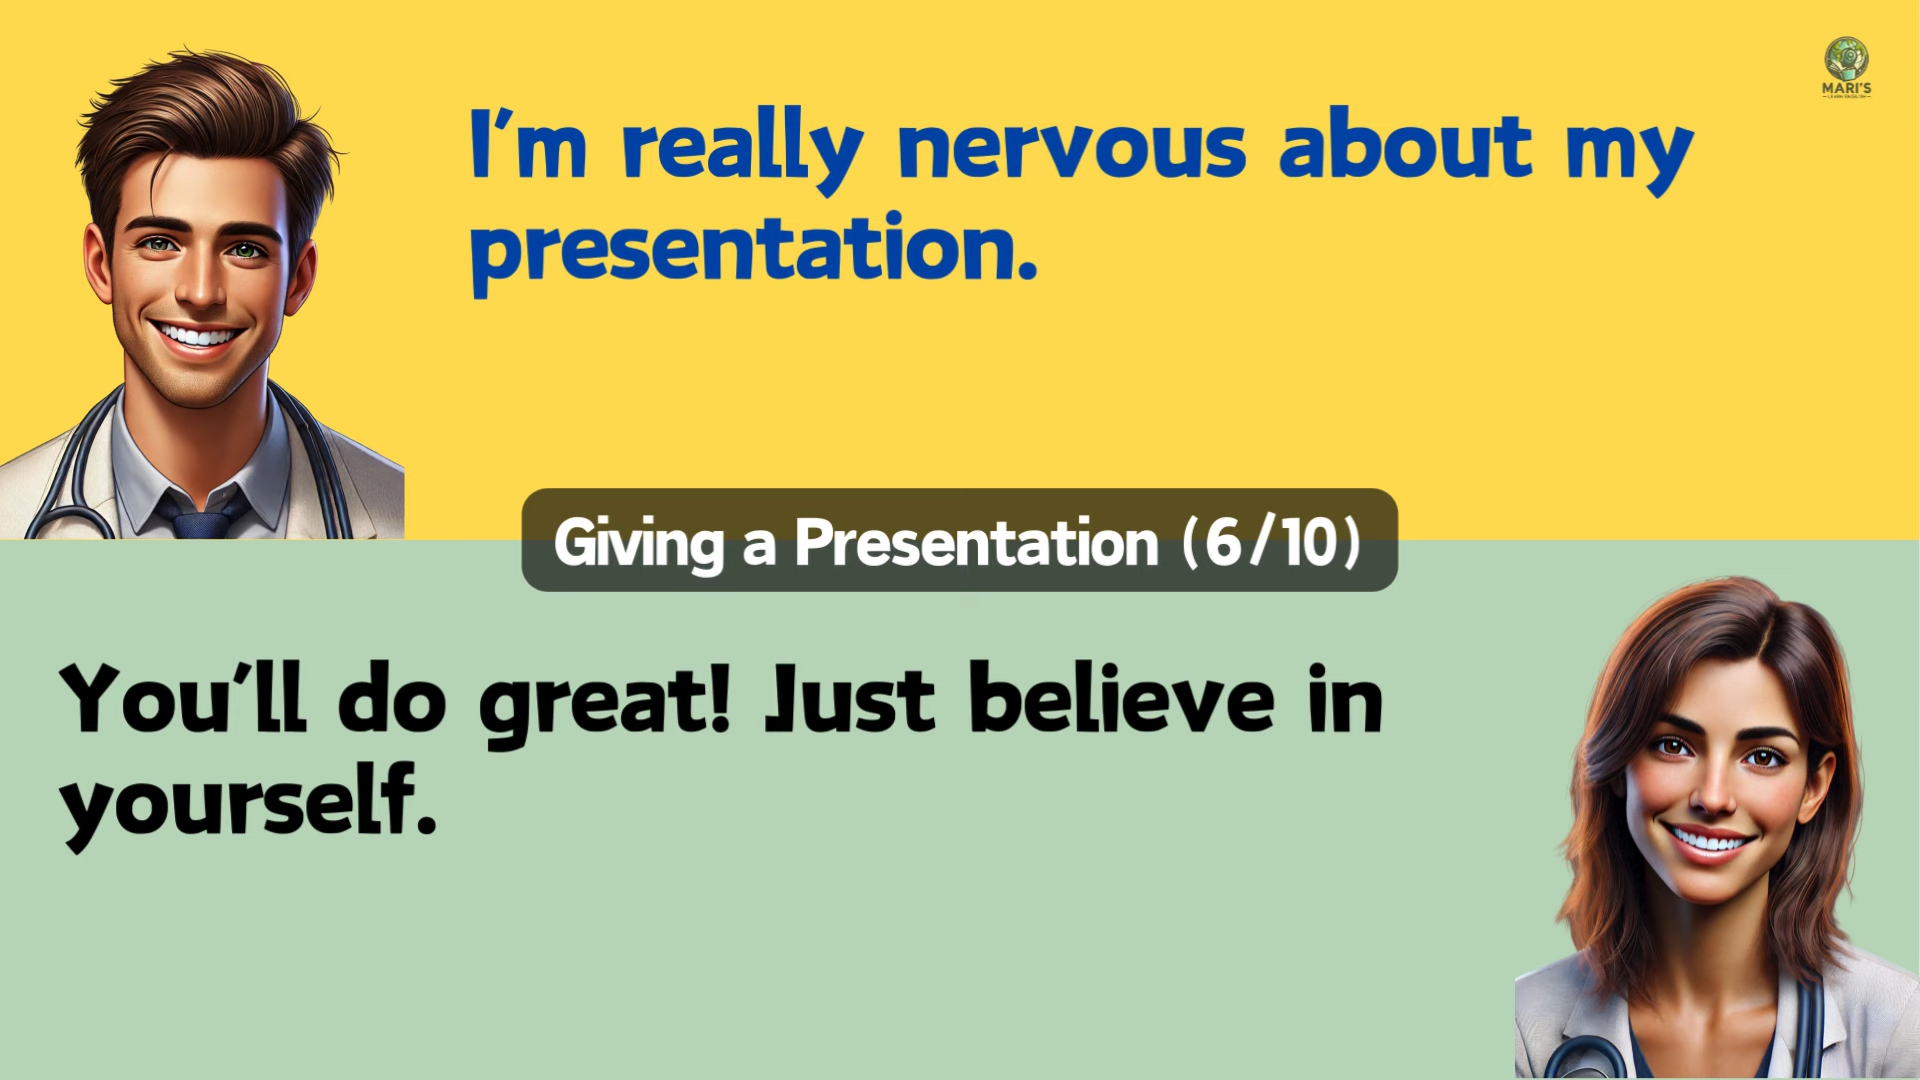 MARI'S
I'm really nervous about my
presentation.
Giving a Presentation (6/10)
You'll do great! Just believe in
yourself.